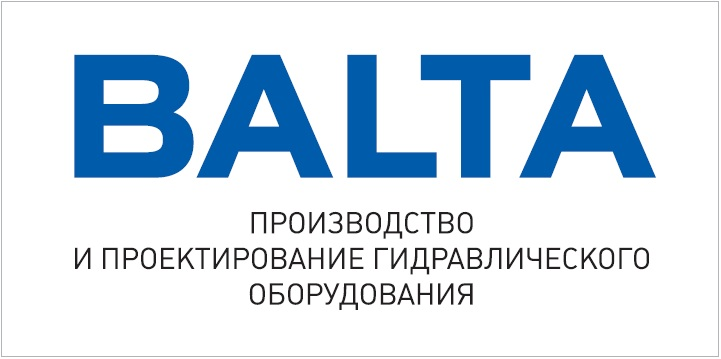 BALTA
ПРОИЗВОДСТВО
И ПРОЕКТИРОВАНИЕ ГИДРАВЛИЧЕСКОГО
ОБОРУДОВАНИЯ